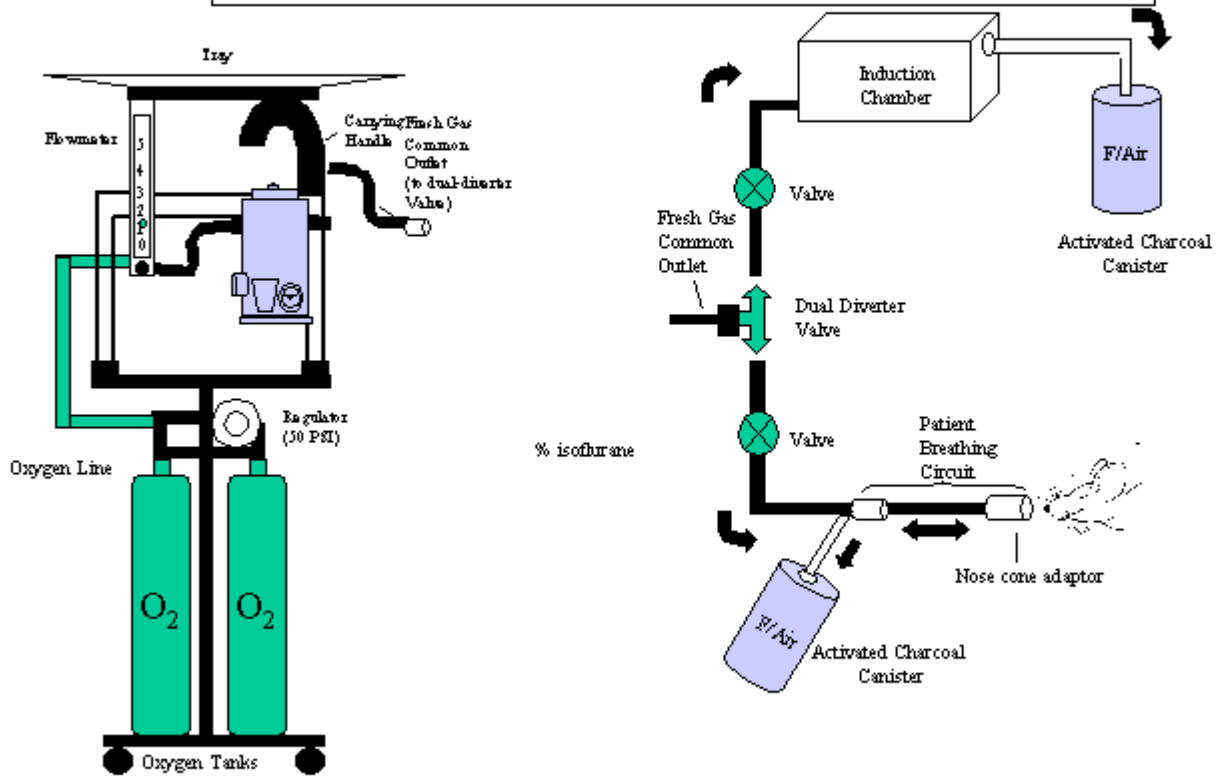 Tray
Flowmeter
5
4
3
2
1
0
Carrying
Handle
Fresh Gas
Common
Outlet
(to dual-diverter
Valve)
Regulator
(50 PSI)
Oxygen Line
O2
O2
Oxygen Tanks
Induction
Chamber
F/Air
Activated Charcoal
Canister
Valve
Fresh Gas
Common
Outlet
Dual Diverter
Valve
% isoflurane
Valve
Patient
Breathing
Circuit
Nose cone adaptor
F/Air
Activated Charcoal
Canister